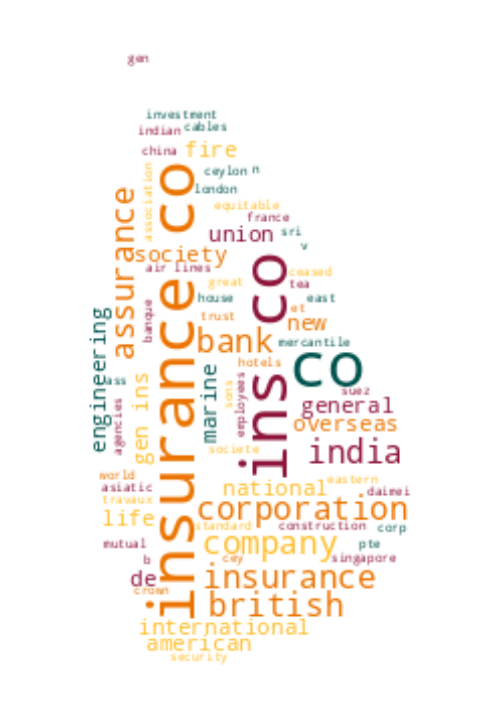 gen
investment
indian cables
china fire
association
ceylon n
insurance co
london
assurance
equitable
france
union sri
society
v
air lines
ins co
ceased
great tea
banque
house east
trust et
new
engineering
bank mercantile
co
hotels
lass
marine
gen ins
sons
employees
suez
agencies
general
overseas
societe
india
world
eastern
asiatic national daimei
travaux
corporation
life standard construction corp
mutual company pte
b cey singapore
de insurance
crown
british
international
american
security